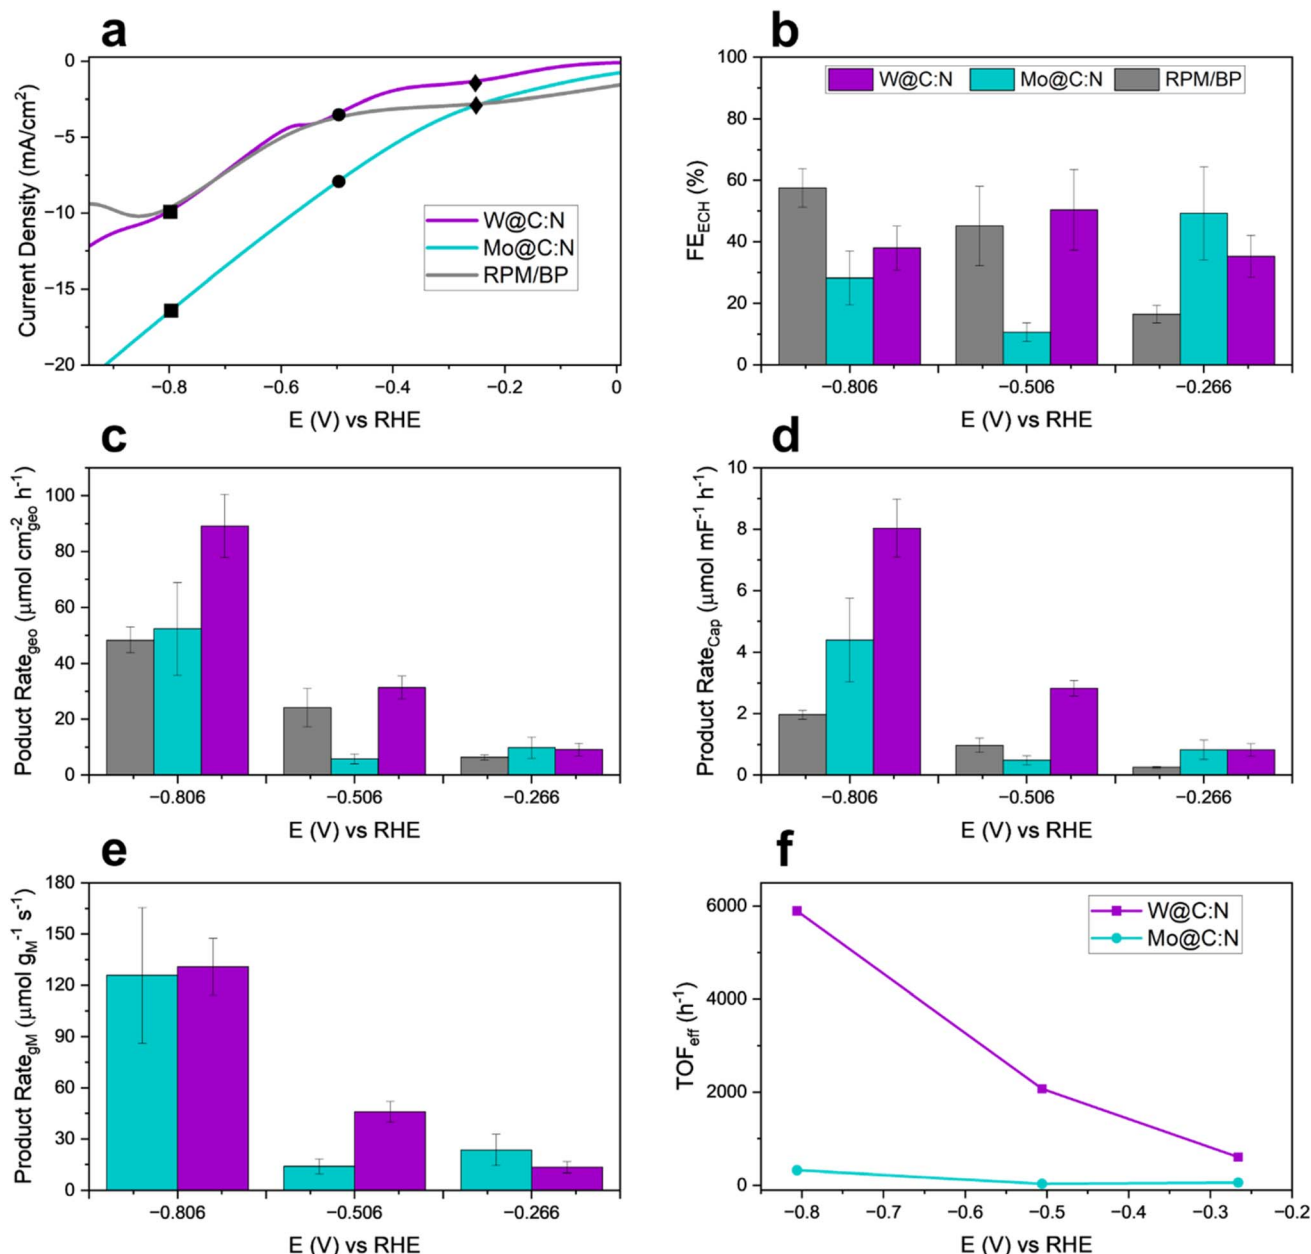 a
0
−5
−10
−15
−20
Current Density (mA/cm²)
W@C:N
Mo@C:N
RPM/BP
−0.8 −0.6 −0.4 −0.2 0
E (V) vs RHE
b
100
80
60
40
20
0
FE_ECH (%)
W@C:N Mo@C:N RPM/BP
−0.806 −0.506 −0.266
E (V) vs RHE
c
100
80
60
40
20
0
Poduct Rate_geo (μmol cm⁻²_geo h⁻¹)
−0.806 −0.506 −0.266
E (V) vs RHE
d
10
8
6
4
2
0
Product Rate_Cap (μmol mF⁻¹ h⁻¹)
−0.806 −0.506 −0.266
E (V) vs RHE
e
180
150
120
90
60
30
0
Product Rate_gM (μmol g_M⁻¹ s⁻¹)
−0.806 −0.506 −0.266
E (V) vs RHE
f
6000
4000
2000
0
TOF_eff (h⁻¹)
W@C:N
Mo@C:N
−0.8 −0.7 −0.6 −0.5 −0.4 −0.3 −0.2
E (V) vs RHE